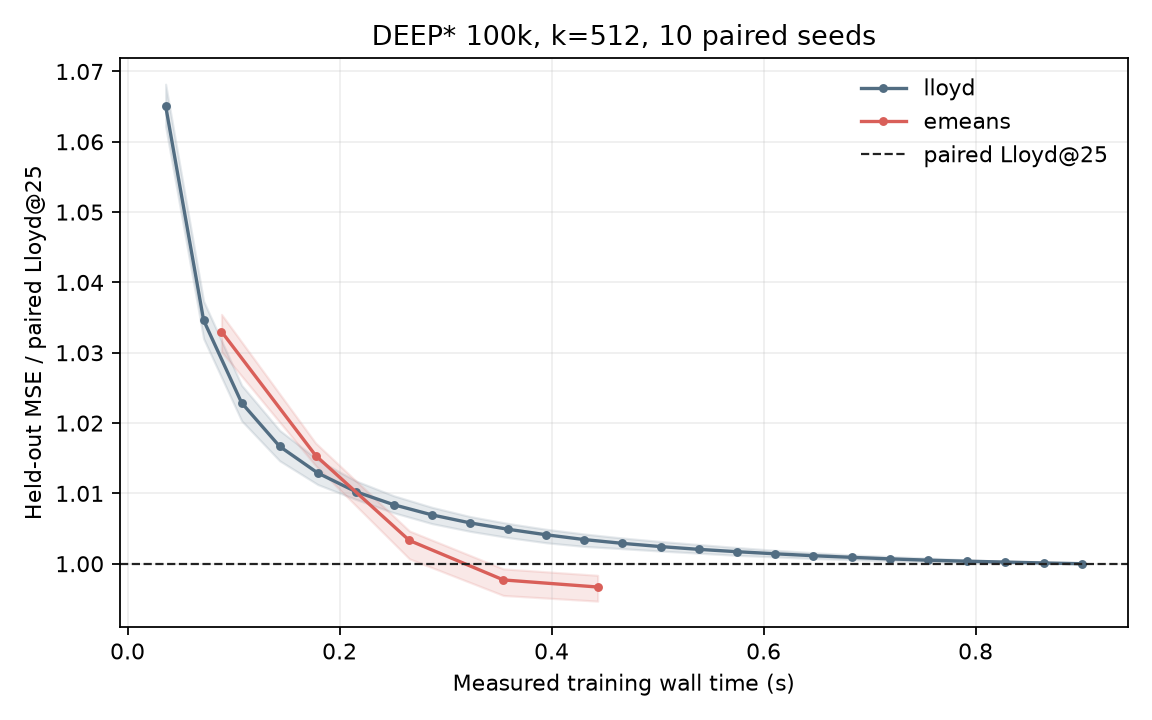 DEEP* 100k, k=512, 10 paired seeds
lloyd
emeans
paired Lloyd@25
Held-out MSE / paired Lloyd@25
1.07
1.06
1.05
1.04
1.03
1.02
1.01
1.00
0.0 0.2 0.4 0.6 0.8
Measured training wall time (s)